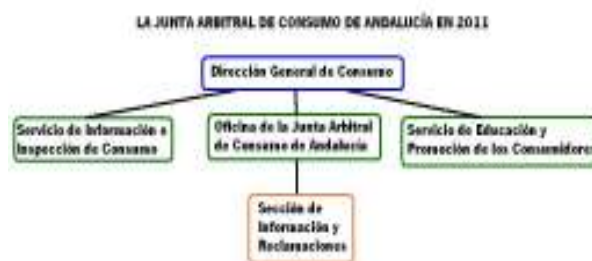 LA JUNTA ARBITRAL DE CONSUMO DE ANDALUCÍA EN 2011
Dirección General de Consumo
Servicio de Información e
Inspección de Consumo
Oficina de la Junta Arbitral
de Consumo de Andalucía
Servicio de Educación y
Promoción de los Consumidores
Sección de
Información y
Reclamaciones